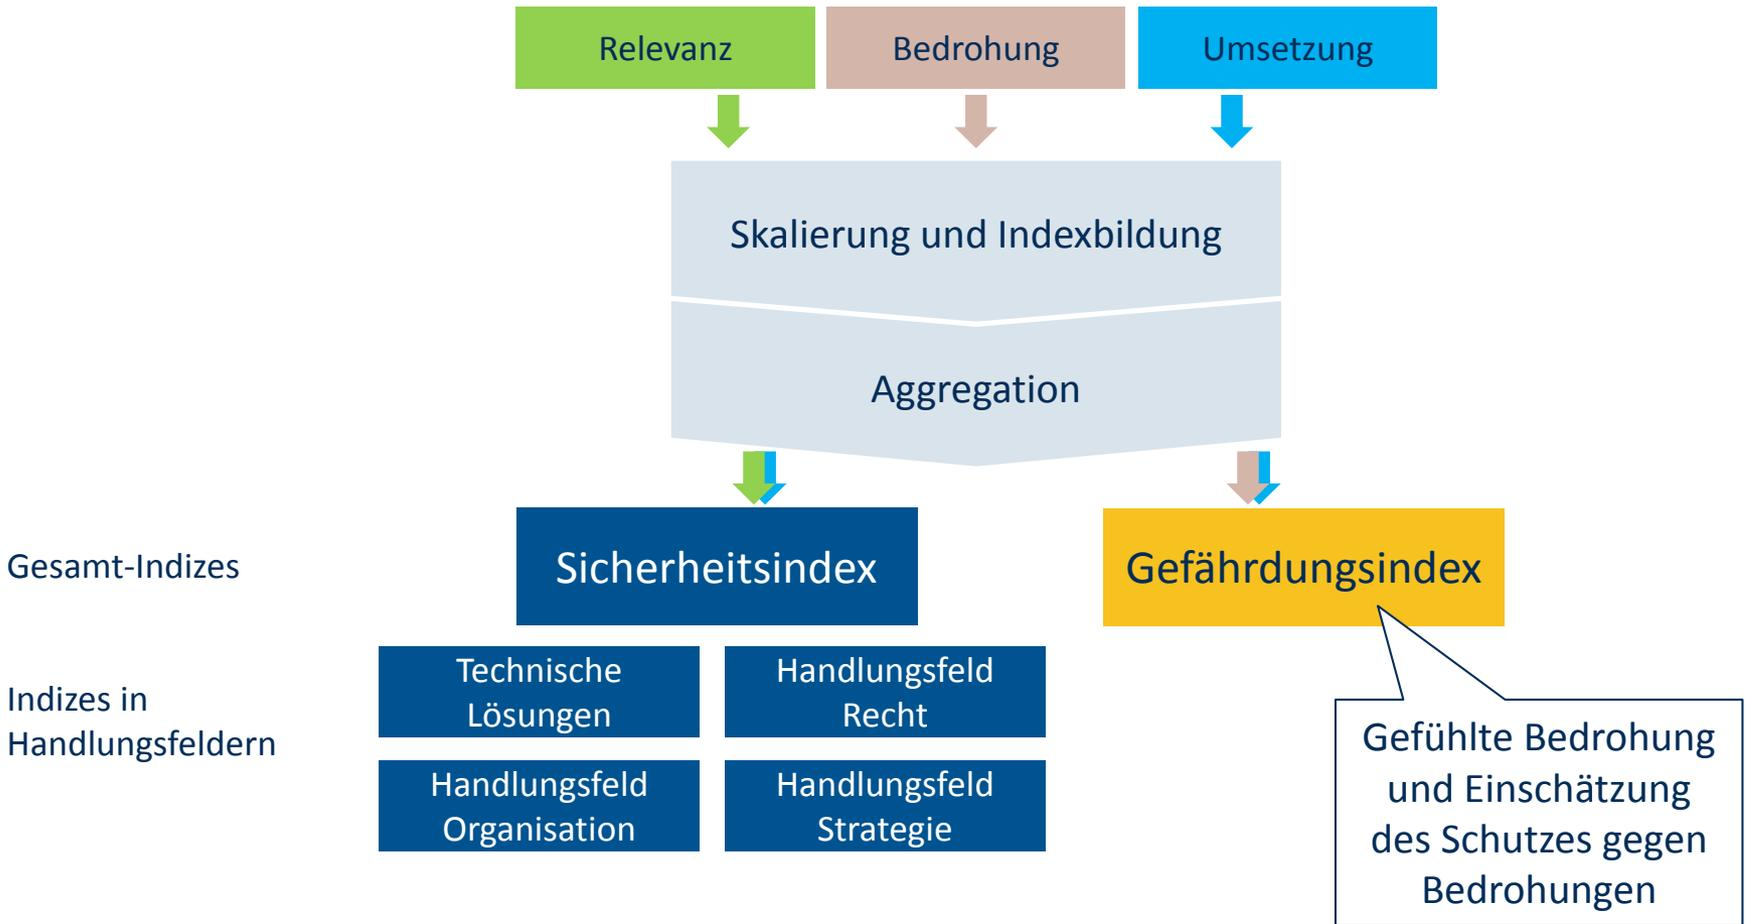 Relevanz
Bedrohung
Umsetzung
Skalierung und Indexbildung
Aggregation
Gesamt-Indizes
Sicherheitsindex
Gefährdungsindex
Indizes in
Handlungsfeldern
Technische
Lösungen
Handlungsfeld
Recht
Handlungsfeld
Organisation
Handlungsfeld
Strategie
Gefühlte Bedrohung
und Einschätzung
des Schutzes gegen
Bedrohungen